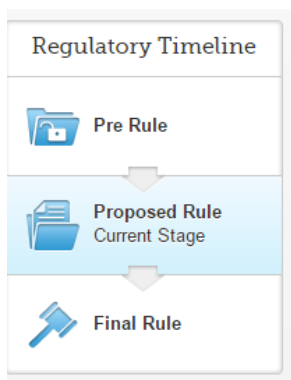 Regulatory Timeline
Pre Rule
Proposed Rule
Current Stage
Final Rule